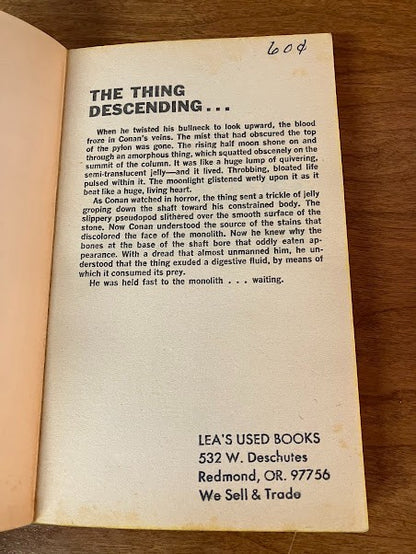 60¢
THE THING
DESCENDING...
When he twisted his bullneck to look upward, the blood
froze in Conan's veins. The mist that had obscured the top
of the pylon was gone. The rising half moon shone on and
through an amorphous thing, which squatted obscenely on the
summit of the column. It was like a huge lump of quivering,
semi-translucent jelly—and it lived. Throbbing, bloated life
pulsed within it. The moonlight glistened wetly upon it as it
beat like a huge, living heart.
As Conan watched in horror, the thing sent a trickle of jelly
groping down the shaft toward his constrained body. The
slippery pseudopod slithered over the smooth surface of the
stone. Now Conan understood the source of the stains that
discolored the face of the monolith. Now he knew why the
bones at the base of the shaft bore that oddly eaten ap-
pearance. With a dread that almost unmanned him, he un-
derstood that the thing exuded a digestive fluid, by means of
which it consumed its prey.
He was held fast to the monolith . . . waiting.
LEA'S USED BOOKS
532 W. Deschutes
Redmond, OR. 97756
We Sell & Trade